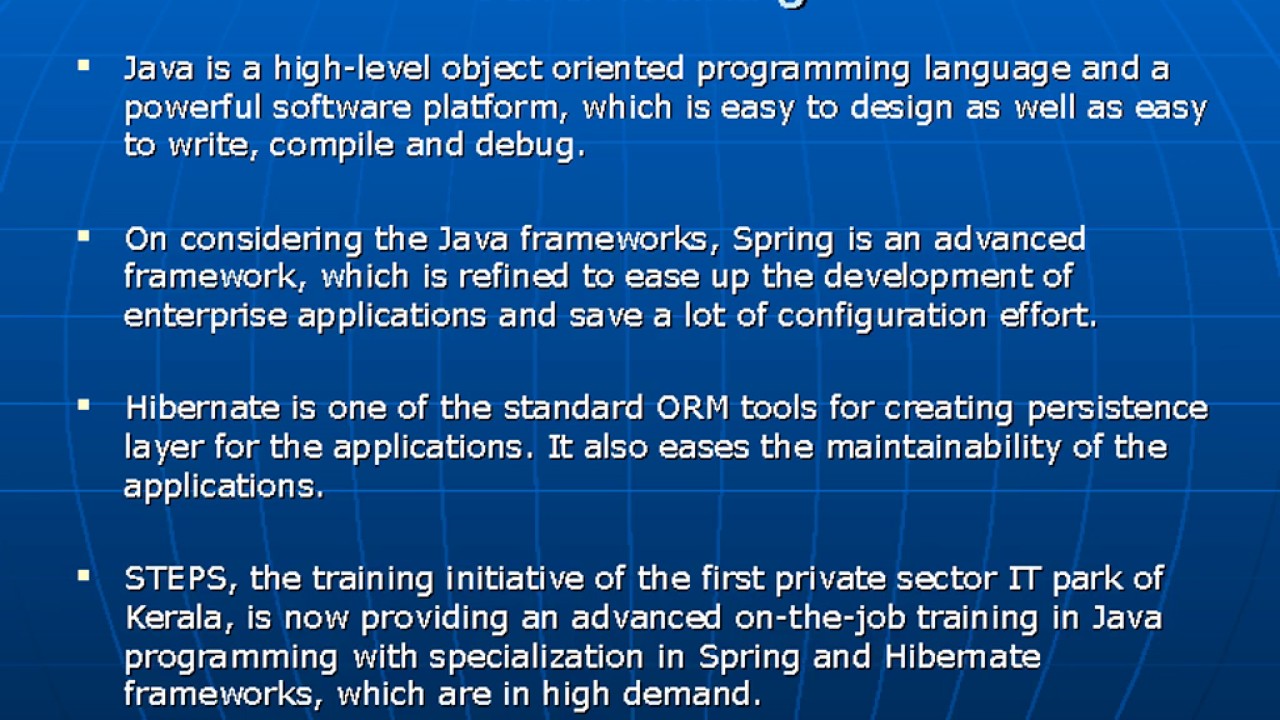 Java is a high-level object oriented programming language and a
powerful software platform, which is easy to design as well as easy
to write, compile and debug.
On considering the Java frameworks, Spring is an advanced
framework, which is refined to ease up the development of
enterprise applications and save a lot of configuration effort.
Hibernate is one of the standard ORM tools for creating persistence
layer for the applications. It also eases the maintainability of the
applications.
STEPS, the training initiative of the first private sector IT park of
Kerala, is now providing an advanced on-the-job training in Java
programming with specialization in Spring and Hibernate
frameworks, which are in high demand.